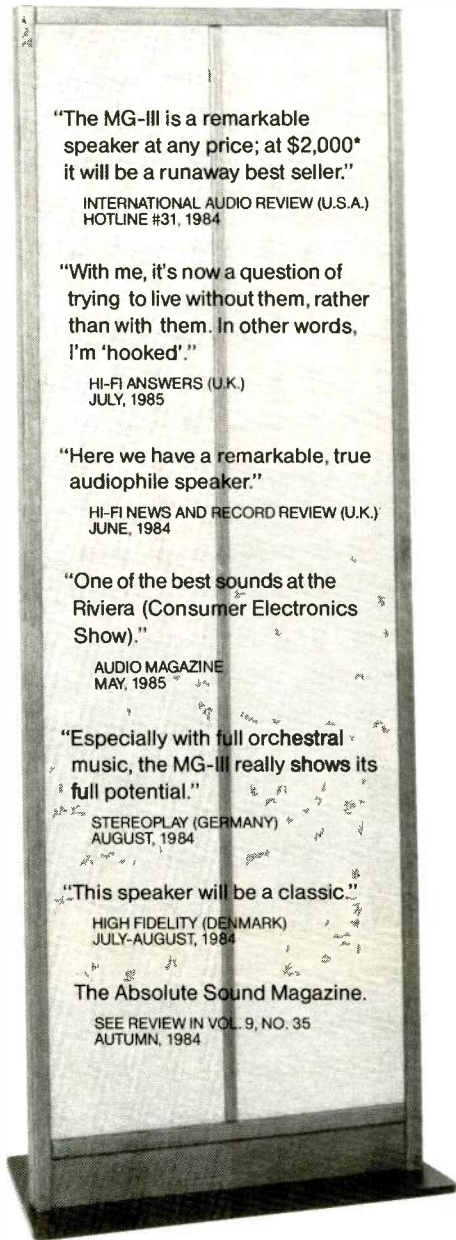 “The MG-III is a remarkable
speaker at any price; at $2,000*
it will be a runaway best seller.”
INTERNATIONAL AUDIO REVIEW (U.S.A.)
HOTLINE #31, 1984
“With me, it’s now a question of
trying to live without them, rather
than with them. In other words,
I’m ‘hooked’.”
HI-FI ANSWERS (U.K.)
JULY, 1985
“Here we have a remarkable, true
audiophile speaker.”
HI-FI NEWS AND RECORD REVIEW (U.K.)
JUNE, 1984
“One of the best sounds at the
Riviera (Consumer Electronics
Show).”
AUDIO MAGAZINE
MAY, 1985
“Especially with full orchestral
music, the MG-III really shows its
full potential.”
STEREOPLAY (GERMANY)
AUGUST, 1984
“This speaker will be a classic.”
HIGH FIDELITY (DENMARK)
JULY-AUGUST, 1984
The Absolute Sound Magazine.
SEE REVIEW IN VOL. 9, NO. 35
AUTUMN, 1984